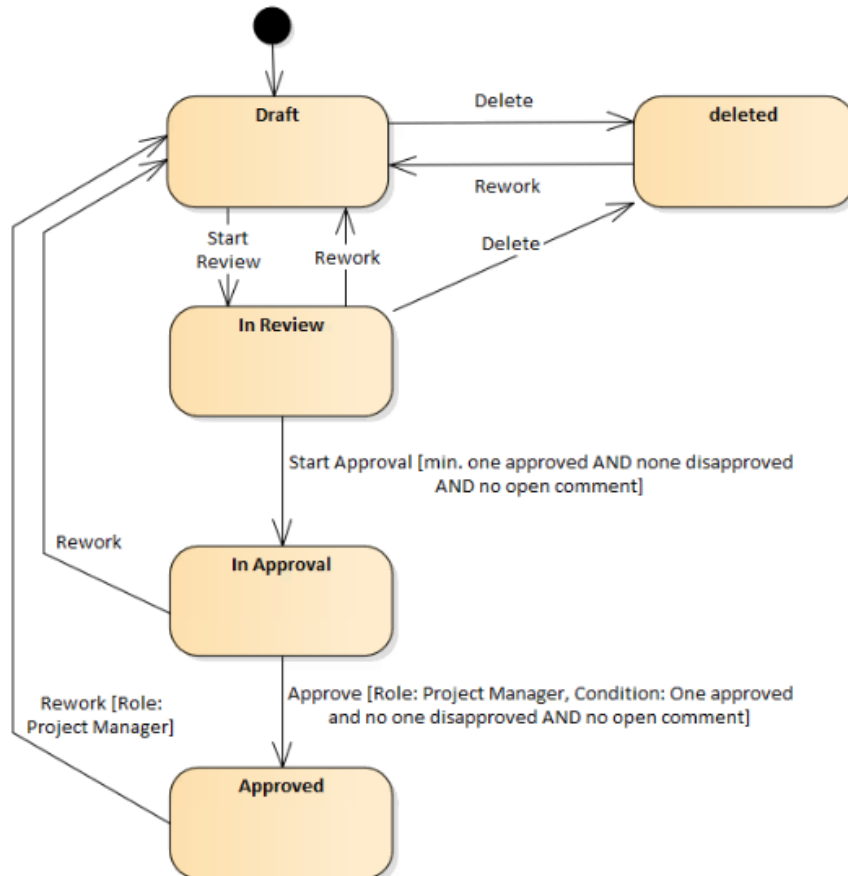 Draft
Delete
deleted
Rework
Start
Review
Rework
Delete
In Review
Start Approval [min. one approved AND none disapproved
AND no open comment]
Rework
In Approval
Rework [Role:
Project Manager]
Approve [Role: Project Manager, Condition: One approved
and no one disapproved AND no open comment]
Approved